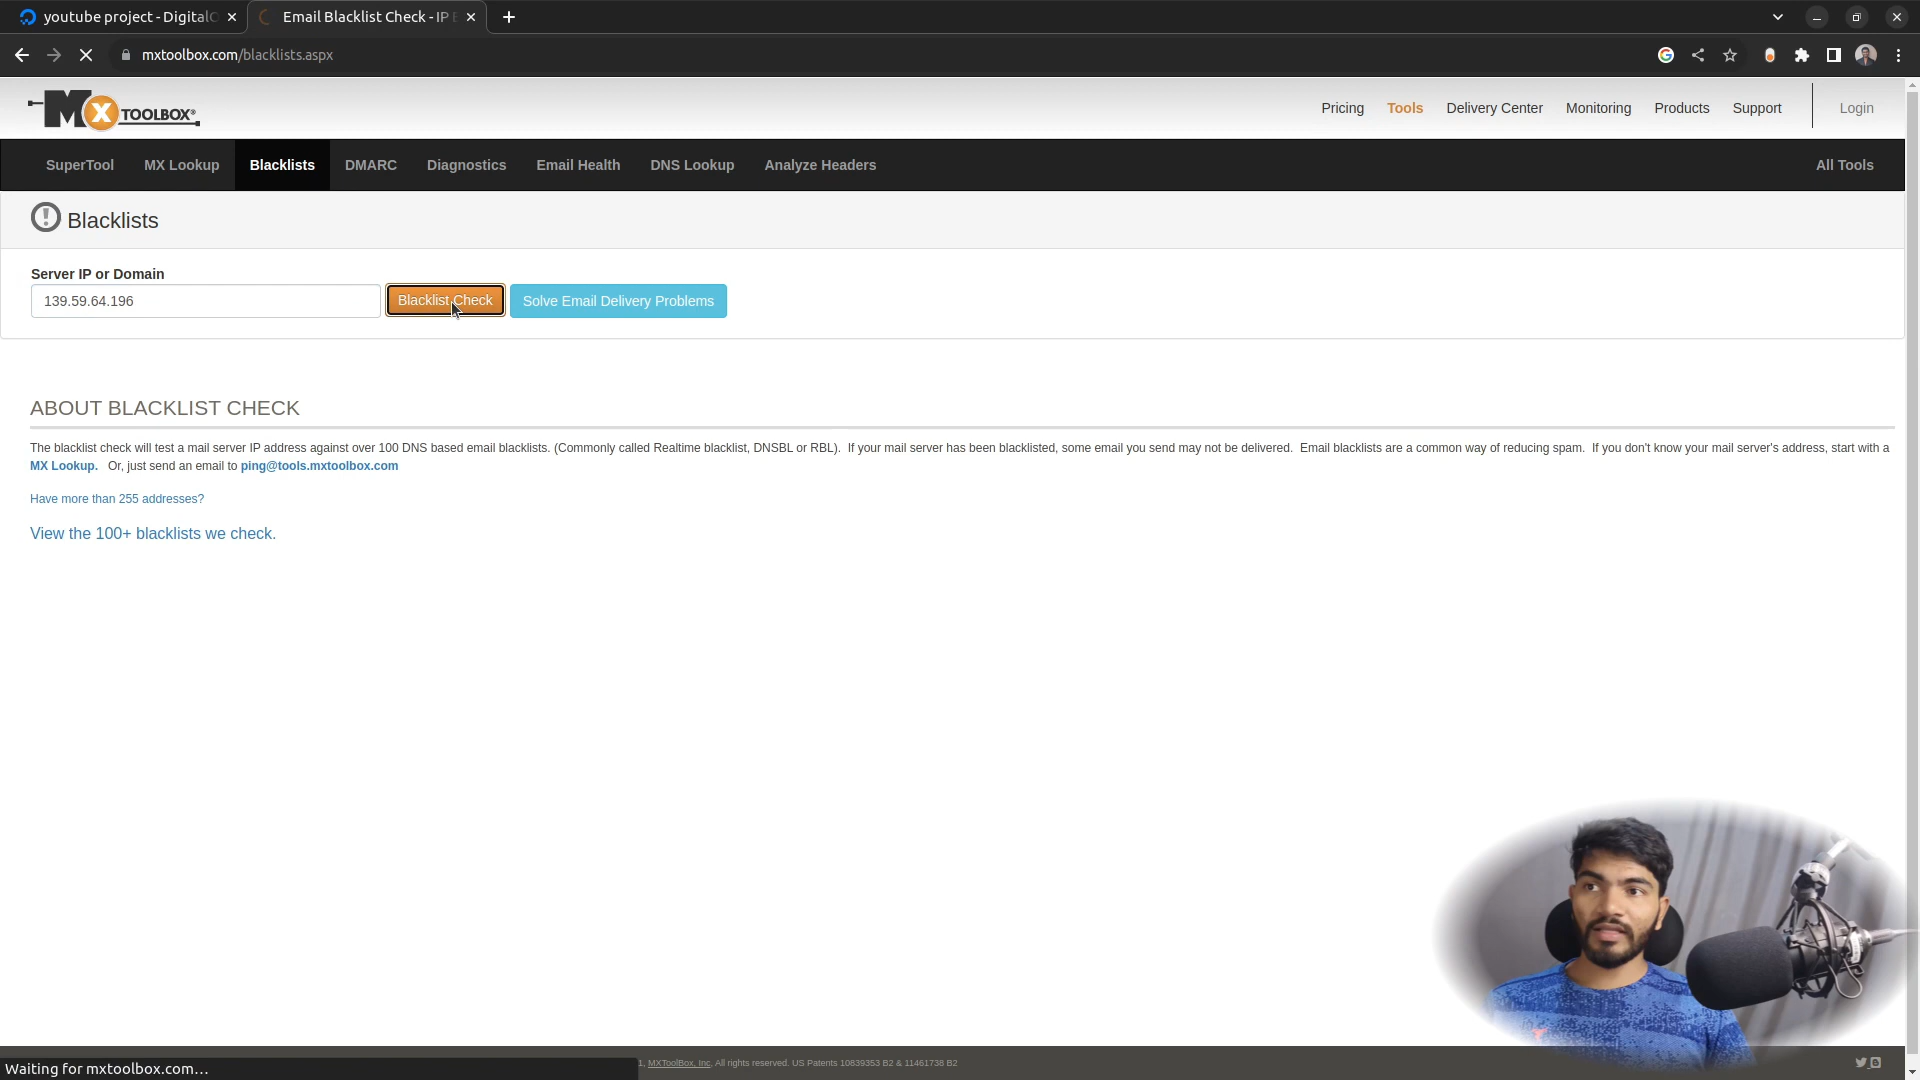 youtube project - DigitalO
Email Blacklist Check - IP B
mxtoolbox.com/blacklists.aspx
MX TOOLBOX®
Pricing
Tools
Delivery Center
Monitoring
Products
Support
Login
SuperTool
MX Lookup
Blacklists
DMARC
Diagnostics
Email Health
DNS Lookup
Analyze Headers
All Tools
Blacklists
Server IP or Domain
139.59.64.196
Blacklist Check
Solve Email Delivery Problems
ABOUT BLACKLIST CHECK
The blacklist check will test a mail server IP address against over 100 DNS based email blacklists. (Commonly called Realtime blacklist, DNSBL or RBL). If your mail server has been blacklisted, some email you send may not be delivered. Email blacklists are a common way of reducing spam. If you don't know your mail server's address, start with a
MX Lookup. Or, just send an email to ping@tools.mxtoolbox.com
Have more than 255 addresses?
View the 100+ blacklists we check.
Waiting for mxtoolbox.com…
1, MXToolBox, Inc, All rights reserved. US Patents 10839353 B2 & 11461738 B2